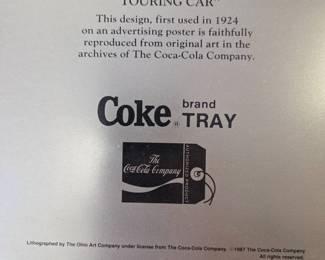 TOURING CAR"
This design, first used in 1924
on an advertising poster is faithfully
reproduced from original art in the
archives of The Coca-Cola Company.
Coke® brand
TRAY
The
Coca-Cola Company
AUTHORIZED PRODUCT
Lithographed by The Ohio Art Company under license from The Coca-Cola Company. ©1987 The Coca-Cola Company
All rights reserved.